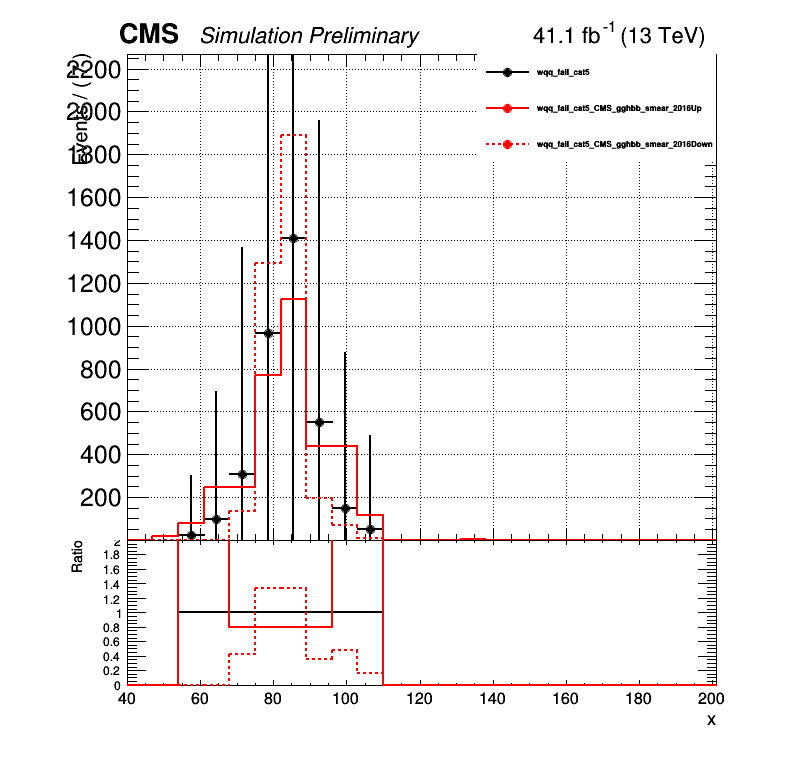 CMS Simulation Preliminary 41.1 fb⁻¹ (13 TeV)
Events / ( 7 )
2200
2000
1800
1600
1400
1200
1000
800
600
400
200
wqq_fail_cat5
wqq_fail_cat5_CMS_gghbb_smear_2016Up
wqq_fail_cat5_CMS_gghbb_smear_2016Down
Ratio
2
1.8
1.6
1.4
1.2
1
0.8
0.6
0.4
0.2
0
40 60 80 100 120 140 160 180 200
x